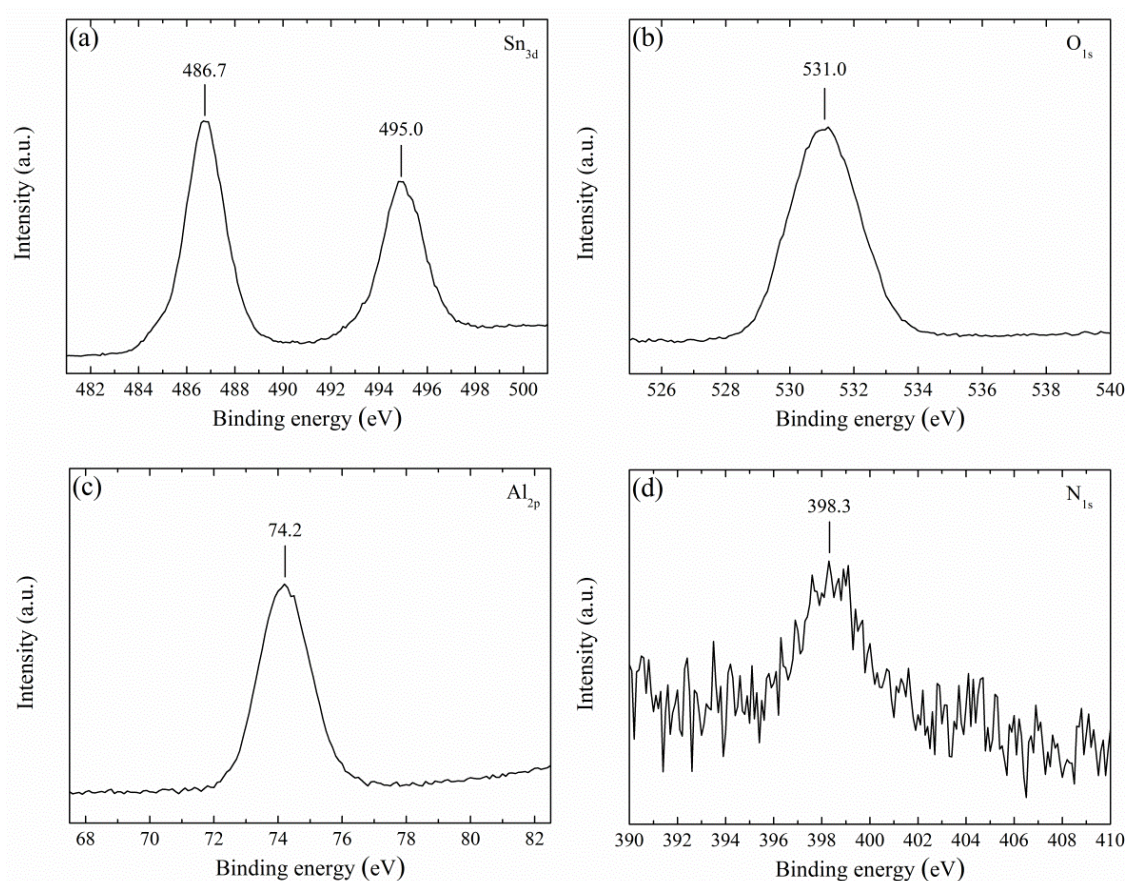 (a)
Sn3d
486.7
495.0
Intensity (a.u.)
482 484 486 488 490 492 494 496 498 500
Binding energy (eV)
(b)
O1s
531.0
Intensity (a.u.)
526 528 530 532 534 536 538 540
Binding energy (eV)
(c)
Al2p
74.2
Intensity (a.u.)
68 70 72 74 76 78 80 82
Binding energy (eV)
(d)
N1s
398.3
Intensity (a.u.)
390 392 394 396 398 400 402 404 406 408 410
Binding energy (eV)